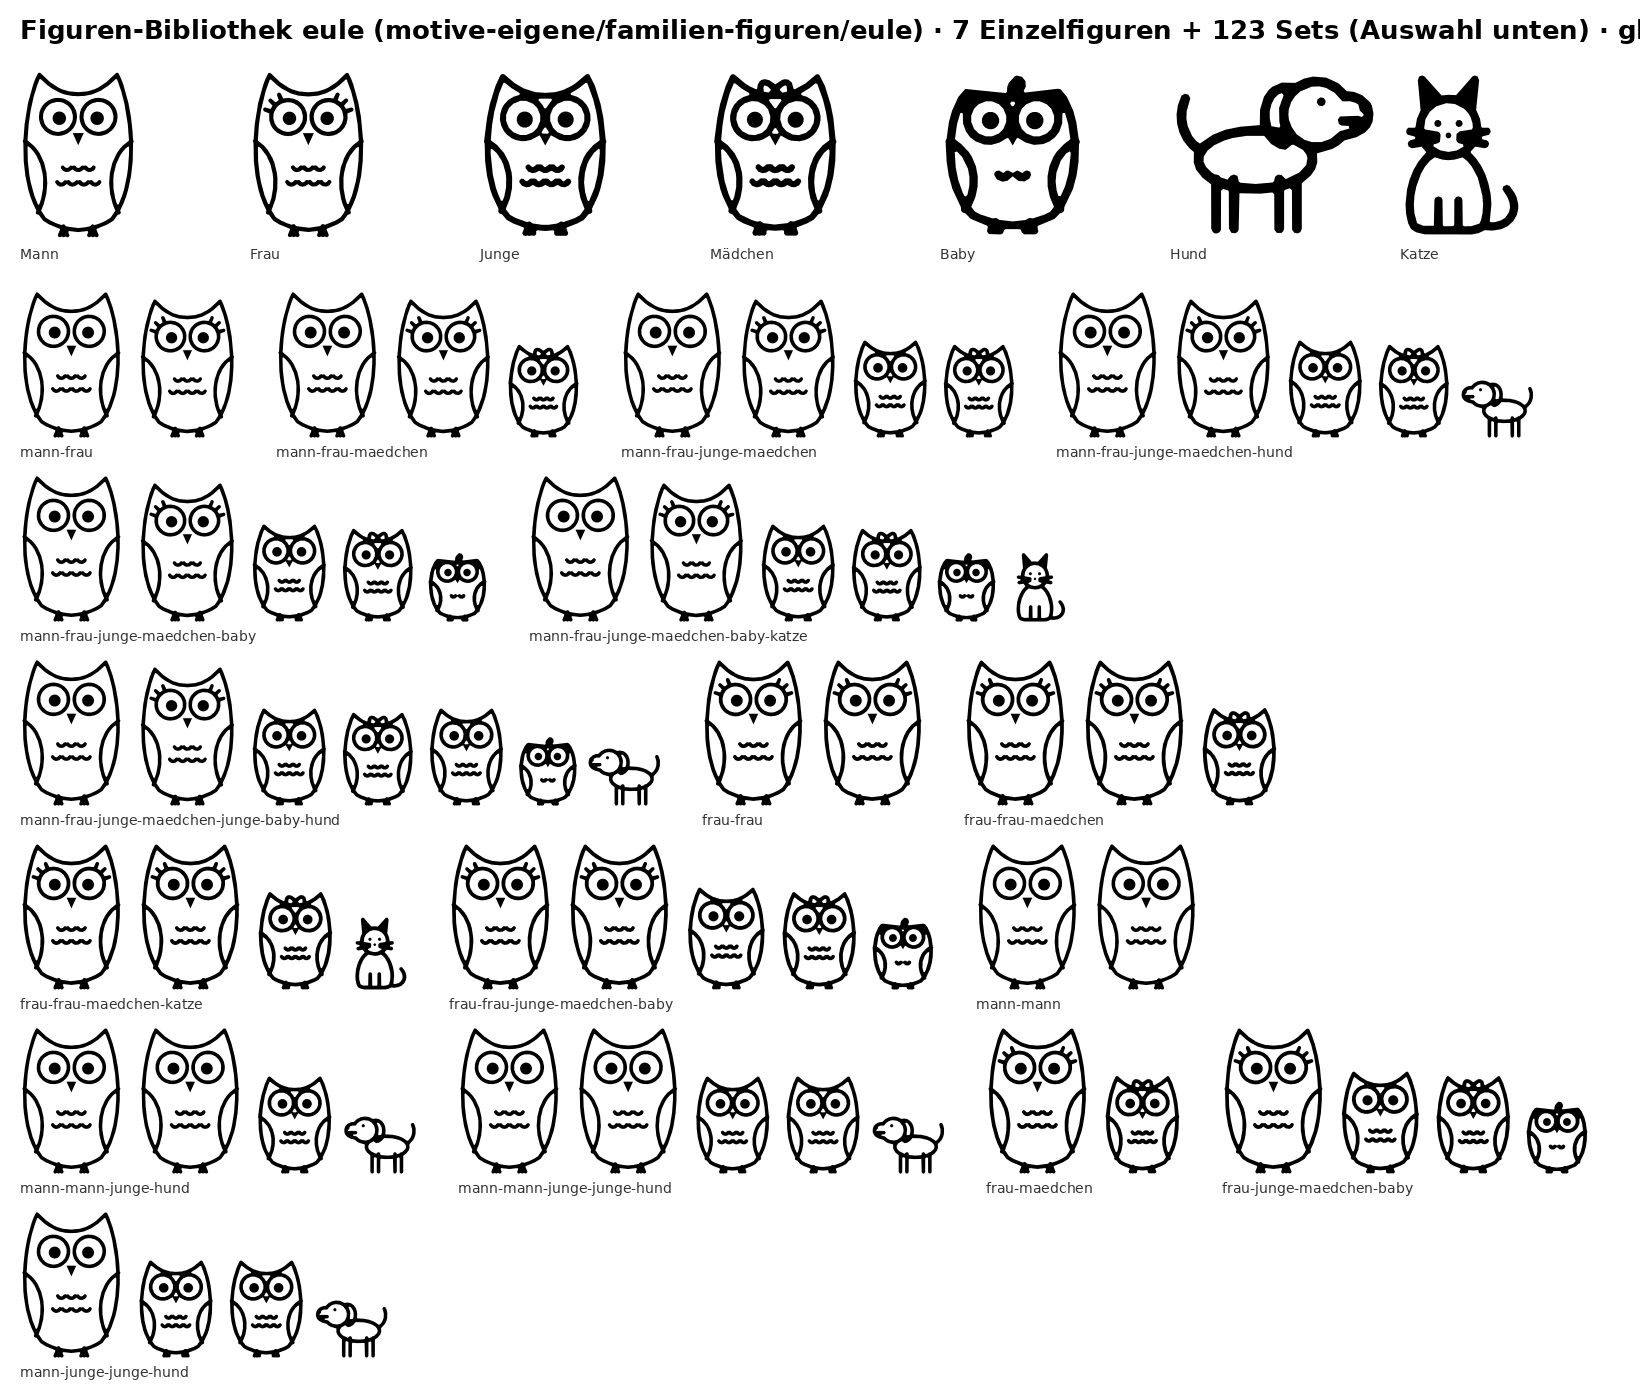 Figuren-Bibliothek eule (motive-eigene/familien-figuren/eule) · 7 Einzelfiguren + 123 Sets (Auswahl unten) ·
Mann Frau Junge Mädchen Baby Hund Katze
mann-frau mann-frau-maedchen mann-frau-junge-maedchen mann-frau-junge-maedchen-hund
mann-frau-junge-maedchen-baby mann-frau-junge-maedchen-baby-katze
mann-frau-junge-maedchen-junge-baby-hund frau-frau frau-frau-maedchen
frau-frau-maedchen-katze frau-frau-junge-maedchen-baby mann-mann
mann-mann-junge-hund mann-mann-junge-junge-hund frau-maedchen frau-junge-maedchen-baby
mann-junge-junge-hund